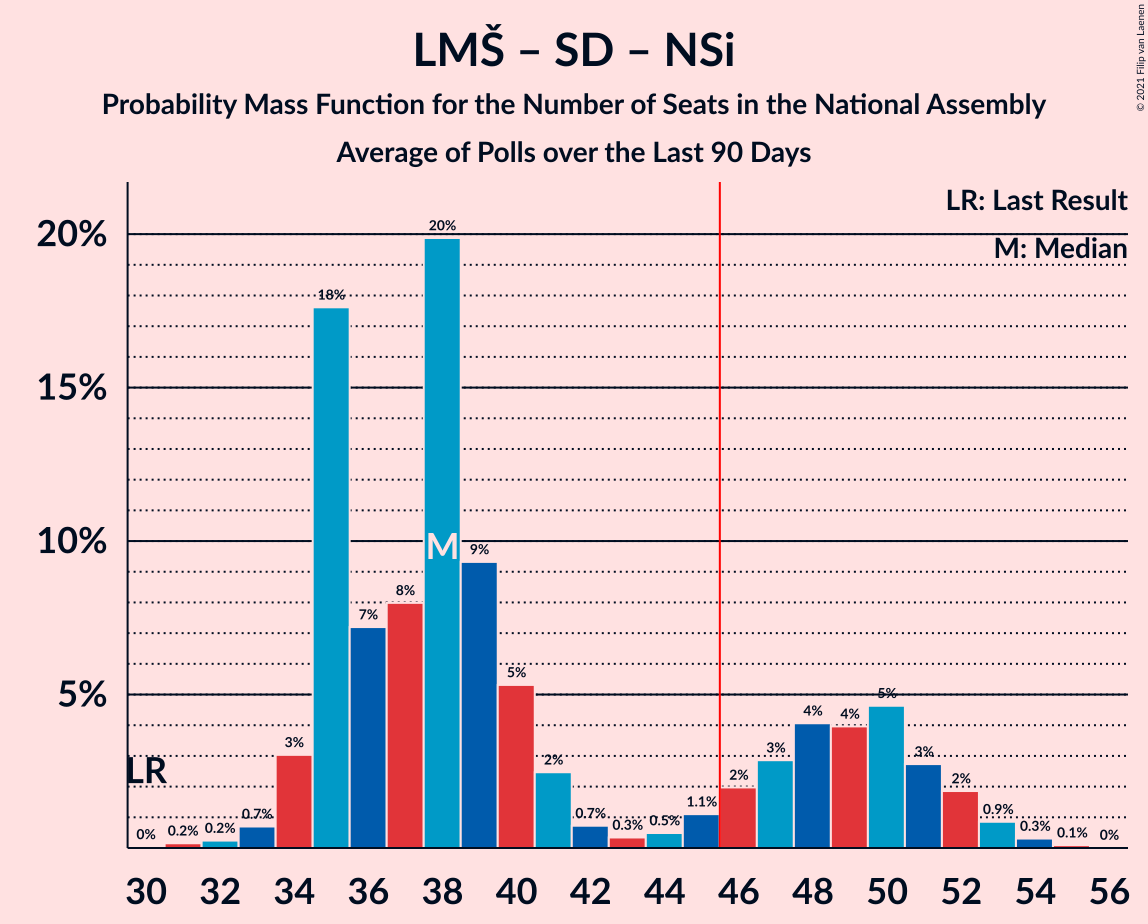 LMŠ – SD – NSi
Probability Mass Function for the Number of Seats in the National Assembly
Average of Polls over the Last 90 Days
© 2021 Filip van Laenen
LR: Last Result
M: Median
20%
15%
10%
5%
LR
M
0% 0.2% 0.2% 0.7% 3% 18% 7% 8% 20% 9% 5% 2% 0.7% 0.3% 0.5% 1.1% 2% 3% 4% 4% 5% 3% 2% 0.9% 0.3% 0.1% 0%
30 32 34 36 38 40 42 44 46 48 50 52 54 56